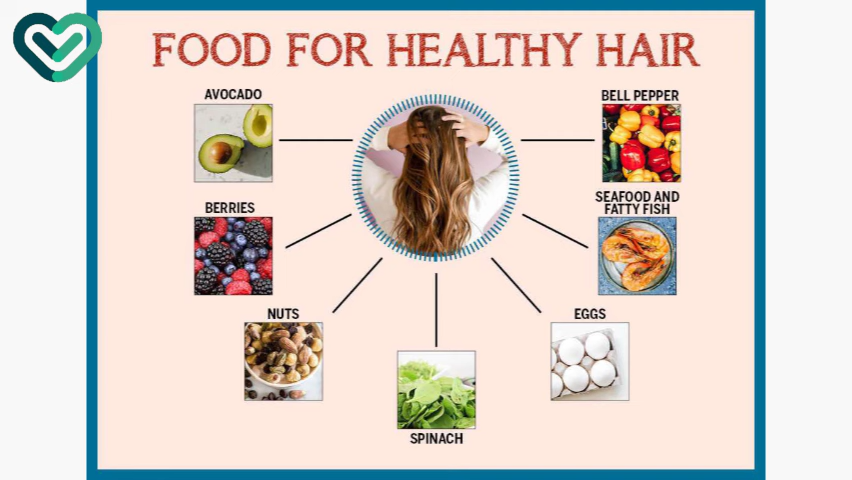 FOOD FOR HEALTHY HAIR
AVOCADO
BELL PEPPER
BERRIES
SEAFOOD AND
FATTY FISH
NUTS
EGGS
SPINACH